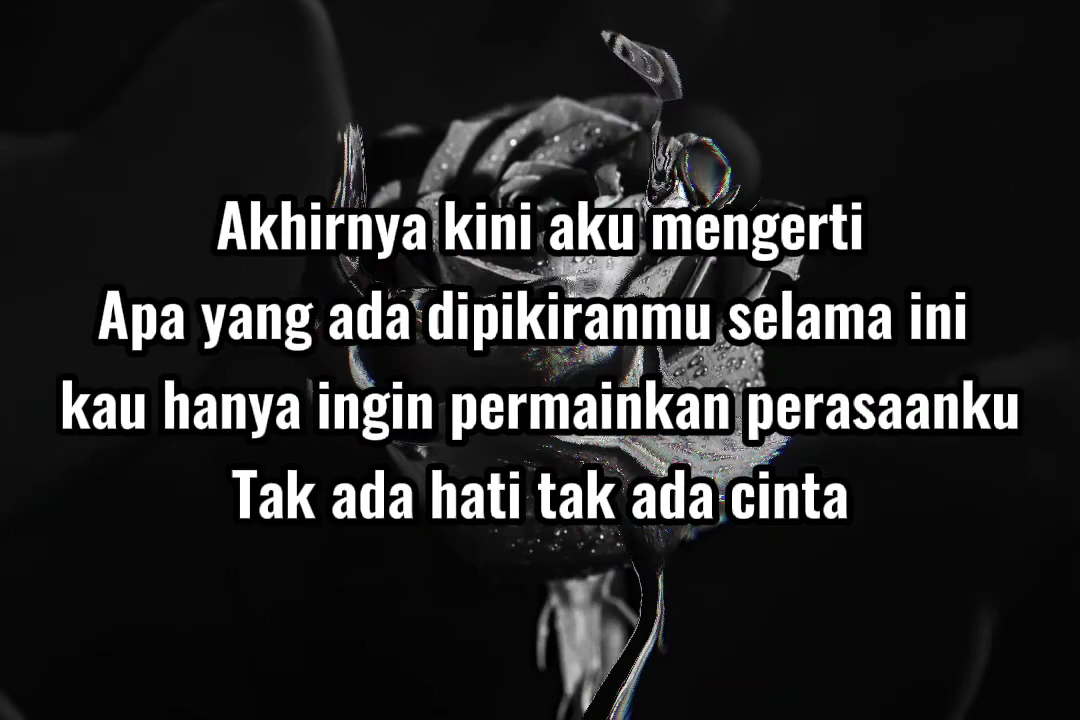 Akhirnya kini aku mengerti
Apa yang ada dipikiranmu selama ini
kau hanya ingin permainkan perasaanku
Tak ada hati tak ada cinta